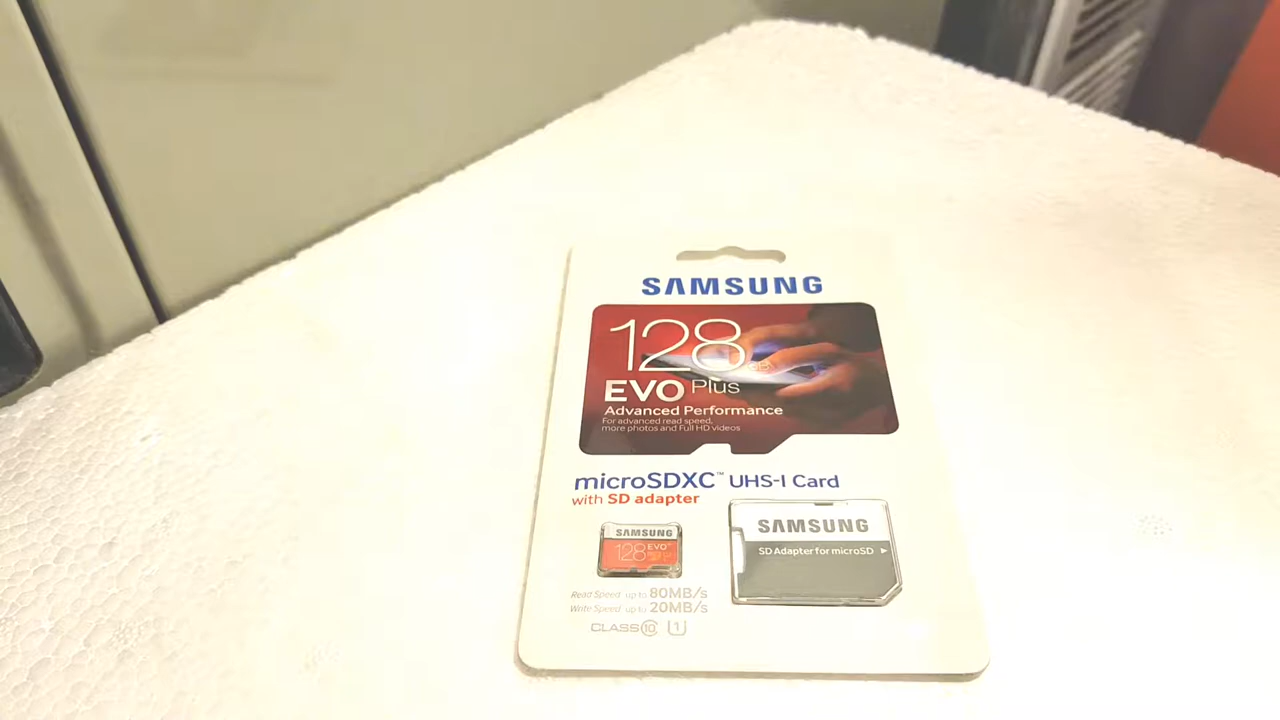 SAMSUNG
128GB
EVO Plus
Advanced Performance
For advanced read speed,
more photos and Full HD videos
microSDXC™ UHS-I Card
with SD adapter
SAMSUNG
128 EVO
SAMSUNG
SD Adapter for microSD ▶
Read Speed up to 80MB/s
Write Speed up to 20MB/s
CLASS 10 1